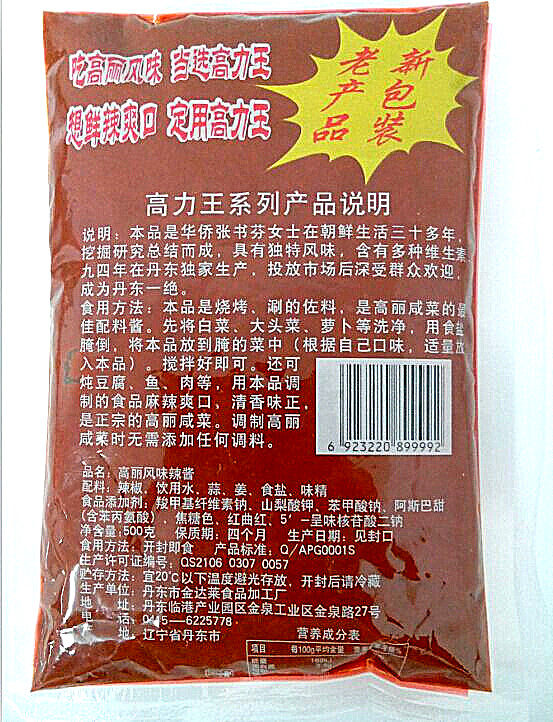 吃高丽风味 当选高力王
想鲜辣爽口 定用高力王
新包装
老产品
高力王系列产品说明
说明：本品是华侨张书芬女士在朝鲜生活三十多年，
挖掘研究总结而成，具有独特风味，含有多种维生素，
九四年在丹东独家生产，投放市场后深受群众欢迎，
成为丹东一绝。
食用方法：本品是烧烤、涮的佐料，是高丽咸菜的最
佳配料酱。先将白菜、大头菜、萝卜等洗净，用食盐
腌倒，将本品放到腌的菜中（根据自己口味，适量放
入本品）。搅拌好即可。还可
炖豆腐、鱼、肉等，用本品调
制的食品麻辣爽口、清香味正，
是正宗的高丽咸菜。调制高丽
咸菜时无需添加任何调料。
6 923220 899992
品名：高丽风味辣酱
配料：辣椒、饮用水、蒜、姜、食盐、味精
食品添加剂：羧甲基纤维素钠、山梨酸钾、苯甲酸钠、阿斯巴甜
（含苯丙氨酸）、焦糖色、红曲红、5′-呈味核苷酸二钠
净含量：500克 保质期：四个月 生产日期：见封口
食用方法：开封即食 产品标准：Q/APG0001S
生产许可证编号：QS2106 0307 0057
贮存方法：宜20℃以下温度避光存放，开封后请冷藏
生产单位：丹东市金达莱食品加工厂
地 址：丹东临港产业园区金泉工业区金泉路27号
电 话：0415-6225778
产 地：辽宁省丹东市
营养成分表
项目 每100g平均含量
能量